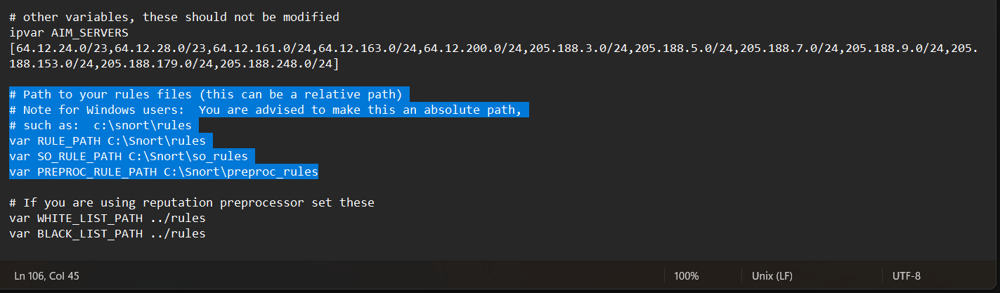 # other variables, these should not be modified
ipvar AIM_SERVERS
[64.12.24.0/23,64.12.28.0/23,64.12.161.0/24,64.12.163.0/24,64.12.200.0/24,205.188.3.0/24,205.188.5.0/24,205.188.7.0/24,205.188.9.0/24,205.
188.153.0/24,205.188.179.0/24,205.188.248.0/24]
# Path to your rules files (this can be a relative path)
# Note for Windows users:  You are advised to make this an absolute path,
# such as:  c:\snort\rules
var RULE_PATH C:\Snort\rules
var SO_RULE_PATH C:\Snort\so_rules
var PREPROC_RULE_PATH C:\Snort\preproc_rules
# If you are using reputation preprocessor set these
var WHITE_LIST_PATH ../rules
var BLACK_LIST_PATH ../rules
Ln 106, Col 45 100% Unix (LF) UTF-8